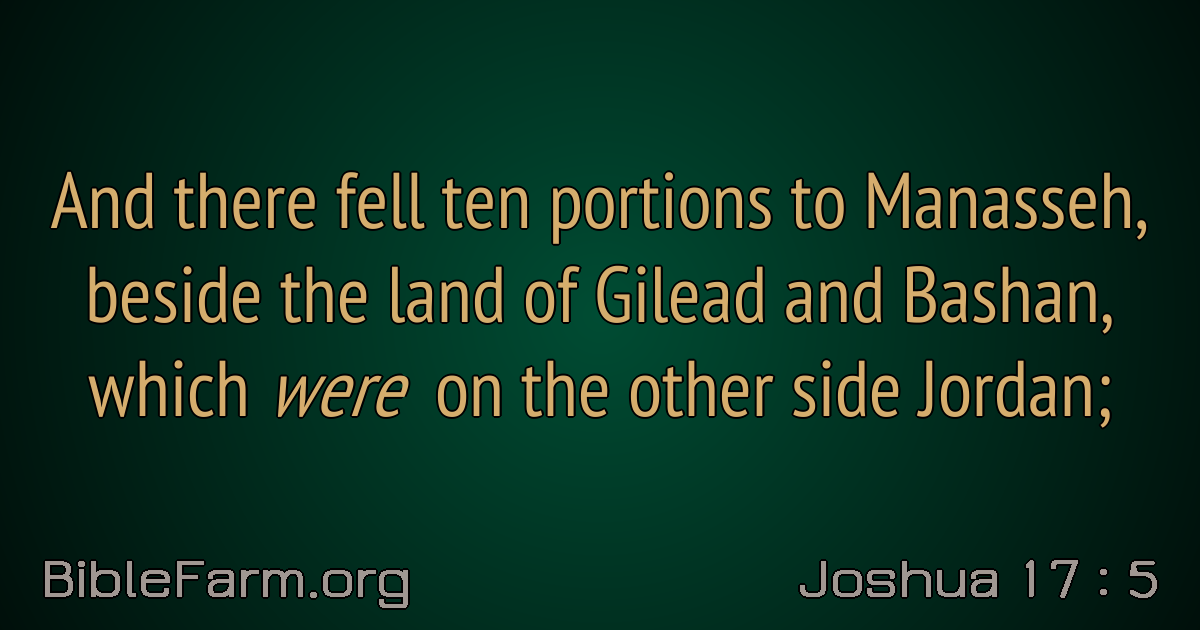 And there fell ten portions to Manasseh,
beside the land of Gilead and Bashan,
which were on the other side Jordan;
BibleFarm.org
Joshua 17 : 5